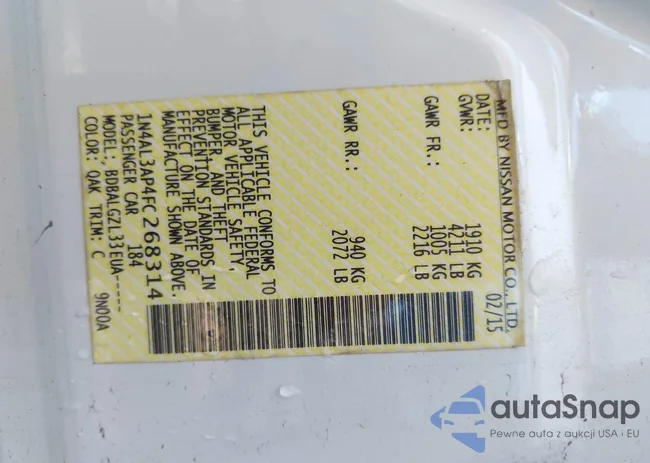 MFD BY NISSAN MOTOR CO., LTD.
DATE: 02/15
GVWR: 1910 KG
4211 LB
GAWR FR.: 1005 KG
2216 LB
GAWR RR.: 940 KG
2072 LB
THIS VEHICLE CONFORMS TO
ALL APPLICABLE FEDERAL
MOTOR VEHICLE SAFETY,
BUMPER, AND THEFT
PREVENTION STANDARDS IN
EFFECT ON THE DATE OF
MANUFACTURE SHOWN ABOVE.
1N4AL3AP4FC268314
PASSENGER CAR 184
MODEL: BDBALGZL33EUA-----
COLOR: QAK TRIM: C 9N00A
autaSnap
Pewne auta z aukcji USA i EU